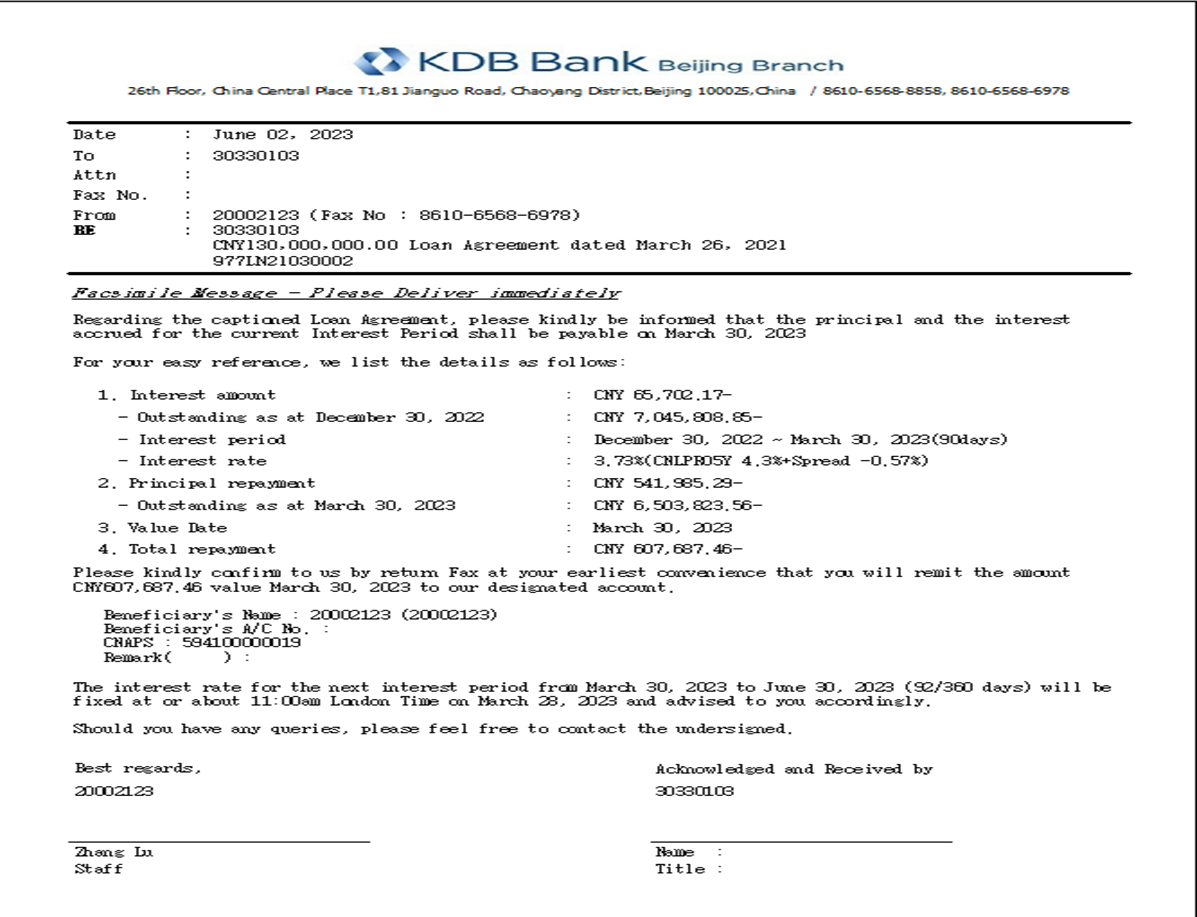 KDB Bank Beijing Branch
26th Floor, China Central Place T1,81 Jianguo Road, Chaoyang District,Beijing 100025,China / 8610-6568-8858, 8610-6568-6978
Date : June 02, 2023
To : 30330103
Attn :
Fax No. :
From : 20002123 (Fax No : 8610-6568-6978)
RE : 30330103
CNY130,000,000.00 Loan Agreement dated March 26, 2021
977LN21030002
Facsimile Message - Please Deliver immediately
Regarding the captioned Loan Agreement, please kindly be informed that the principal and the interest
accrued for the current Interest Period shall be payable on March 30, 2023
For your easy reference, we list the details as follows:
1. Interest amount : CNY 65,702.17-
- Outstanding as at December 30, 2022 : CNY 7,045,808.85-
- Interest period : December 30, 2022 ~ March 30, 2023(90days)
- Interest rate : 3.73%(CNLPR05Y 4.3%+Spread -0.57%)
2. Principal repayment : CNY 541,985.29-
- Outstanding as at March 30, 2023 : CNY 6,503,823.56-
3. Value Date : March 30, 2023
4. Total repayment : CNY 607,687.46-
Please kindly confirm to us by return Fax at your earliest convenience that you will remit the amount
CNY607,687.46 value March 30, 2023 to our designated account.
Beneficiary's Name : 20002123 (20002123)
Beneficiary's A/C No. :
CNAPS : 594100000019
Remark( ) :
The interest rate for the next interest period from March 30, 2023 to June 30, 2023 (92/360 days) will be
fixed at or about 11:00am London Time on March 28, 2023 and advised to you accordingly.
Should you have any queries, please feel free to contact the undersigned.
Best regards, Acknowledged and Received by
20002123 30330103
Zhang Lu Name :
Staff Title :